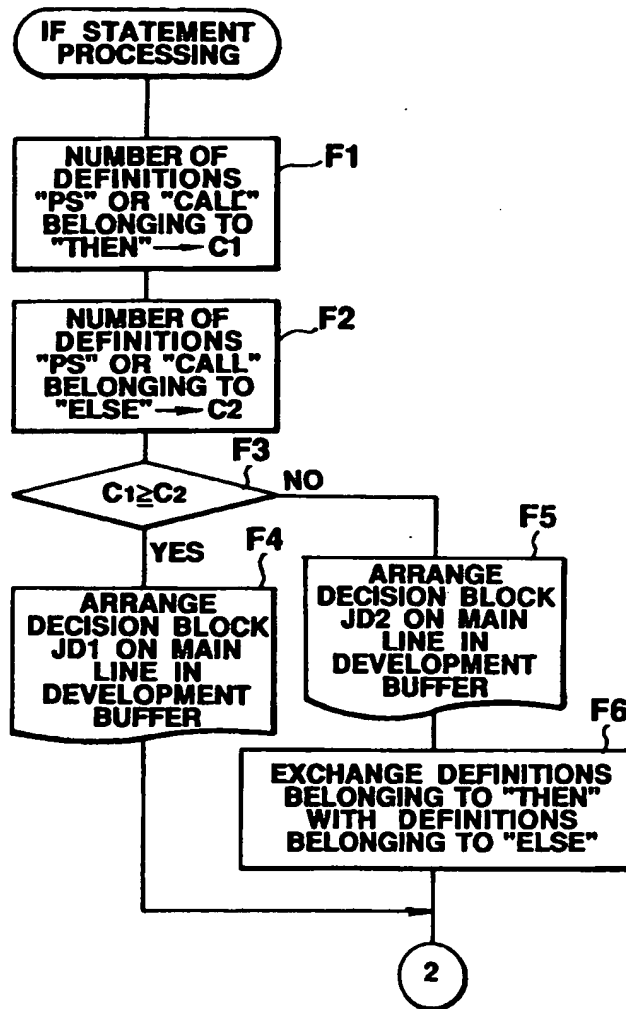 IF STATEMENT
PROCESSING
F1
NUMBER OF
DEFINITIONS
"PS" OR "CALL"
BELONGING TO
"THEN" → C1
F2
NUMBER OF
DEFINITIONS
"PS" OR "CALL"
BELONGING TO
"ELSE" → C2
F3
C1≧C2
NO
YES
F4
ARRANGE
DECISION BLOCK
JD1 ON MAIN
LINE IN
DEVELOPMENT
BUFFER
F5
ARRANGE
DECISION BLOCK
JD2 ON MAIN
LINE IN
DEVELOPMENT
BUFFER
F6
EXCHANGE DEFINITIONS
BELONGING TO "THEN"
WITH DEFINITIONS
BELONGING TO "ELSE"
2